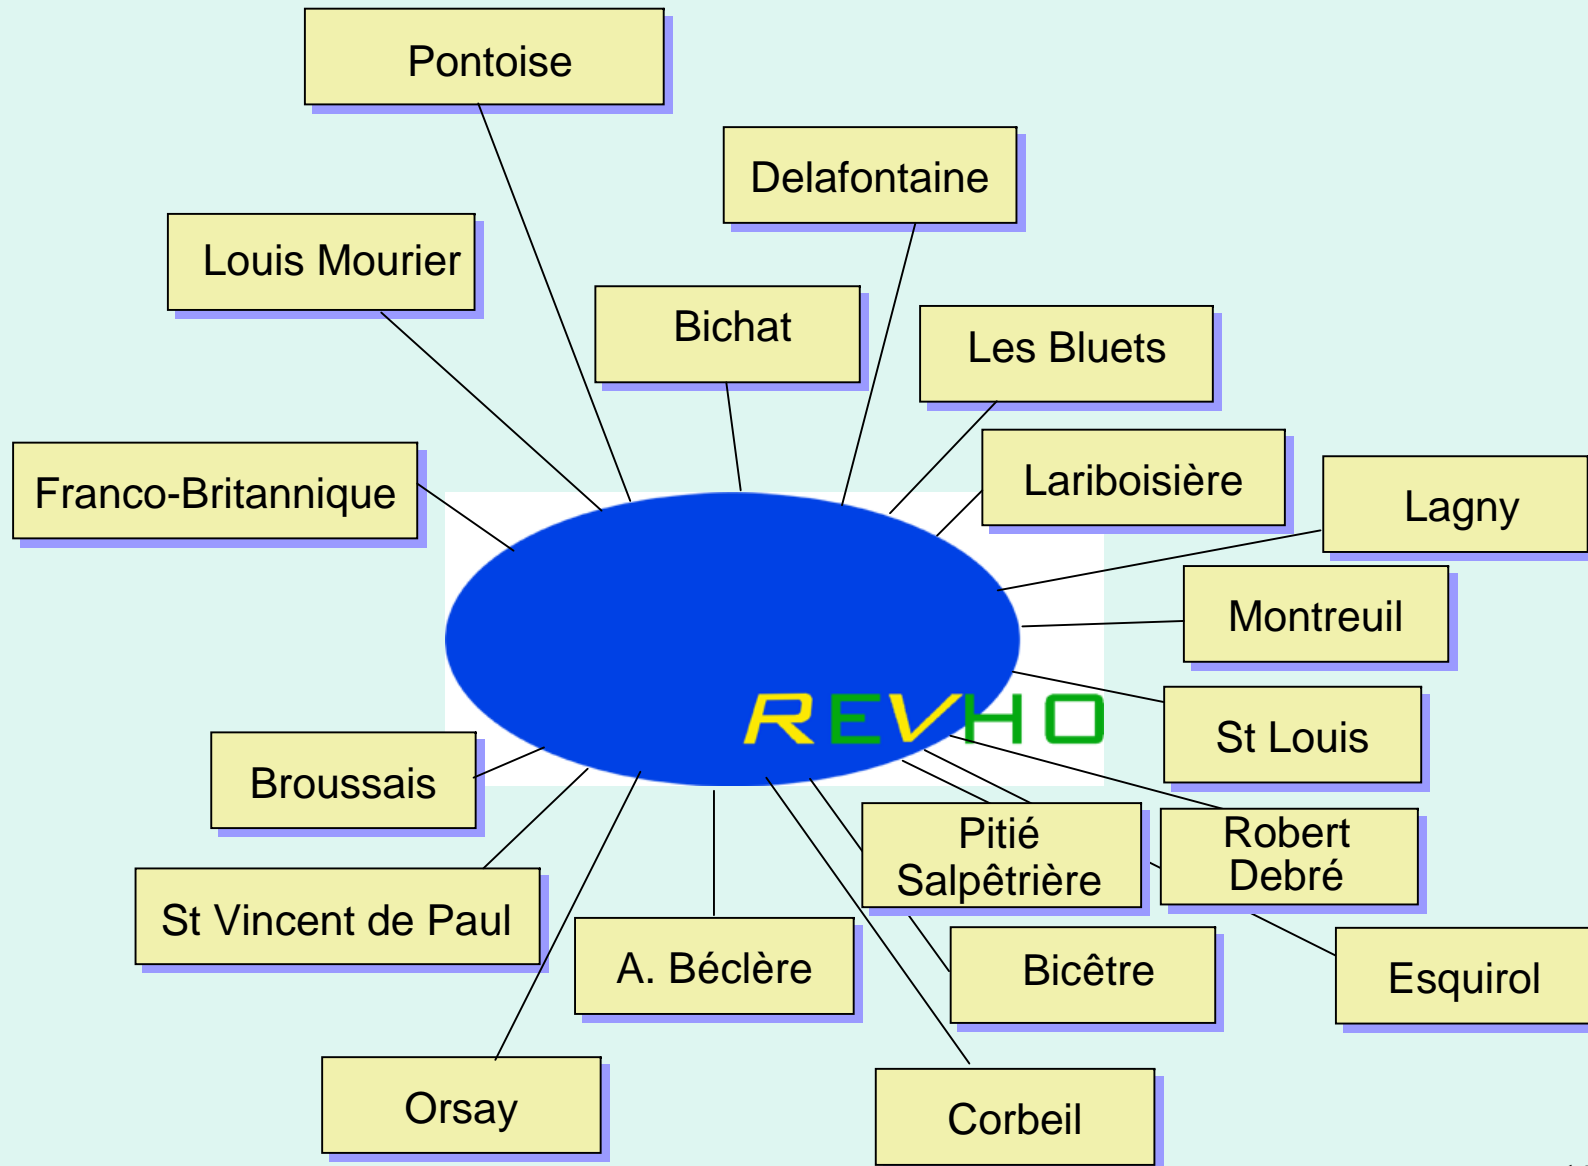 Pontoise
Delafontaine
Louis Mourier
Bichat
Les Bluets
Franco-Britannique
Lariboisière
Lagny
Montreuil
REVHO
St Louis
Broussais
Pitié
Salpêtrière
Robert
Debré
St Vincent de Paul
A. Béclère
Bicêtre
Esquirol
Orsay
Corbeil